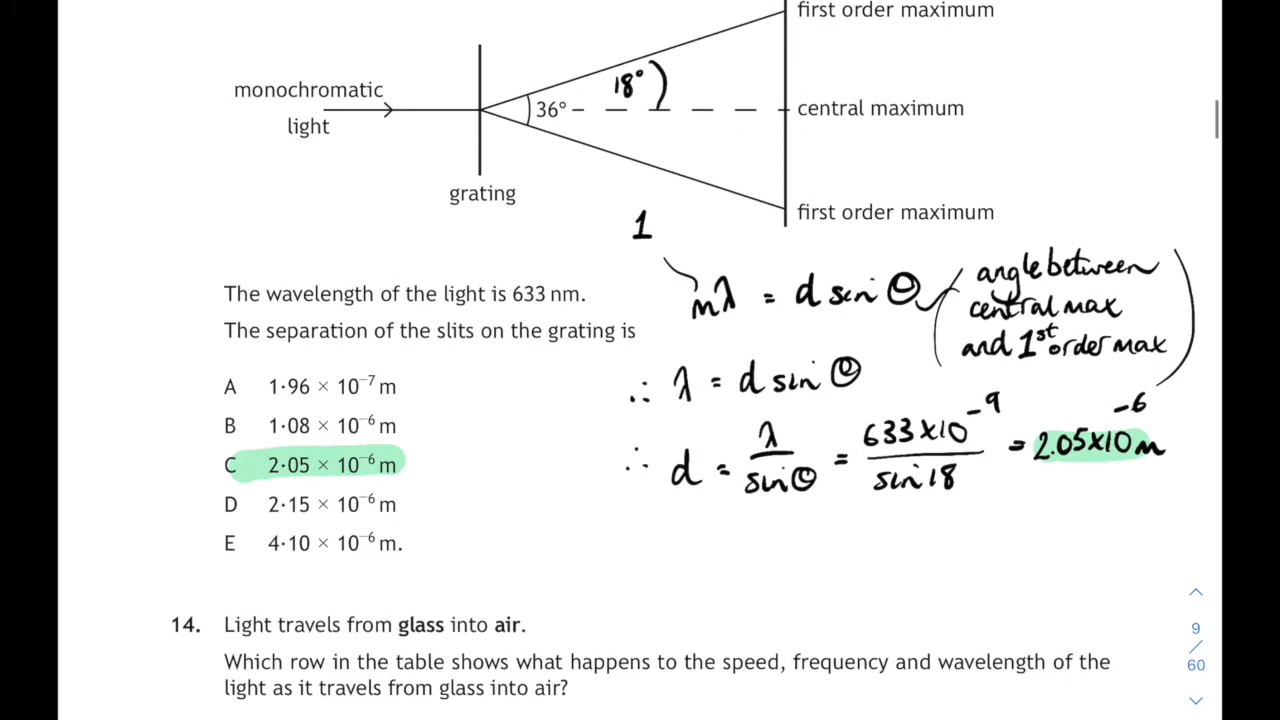 first order maximum
monochromatic
light
18°
36°
central maximum
grating
first order maximum
1
mλ = d sin θ
angle between
central max
and 1st order max
The wavelength of the light is 633 nm.
The separation of the slits on the grating is
∴ λ = d sin θ
A 1·96 × 10⁻⁷ m
B 1·08 × 10⁻⁶ m
C 2·05 × 10⁻⁶ m
D 2·15 × 10⁻⁶ m
E 4·10 × 10⁻⁶ m.
∴ d = λ / sin θ = 633×10⁻⁹ / sin 18 = 2.05×10⁻⁶ m
14. Light travels from glass into air.
Which row in the table shows what happens to the speed, frequency and wavelength of the
light as it travels from glass into air?
9
/
60